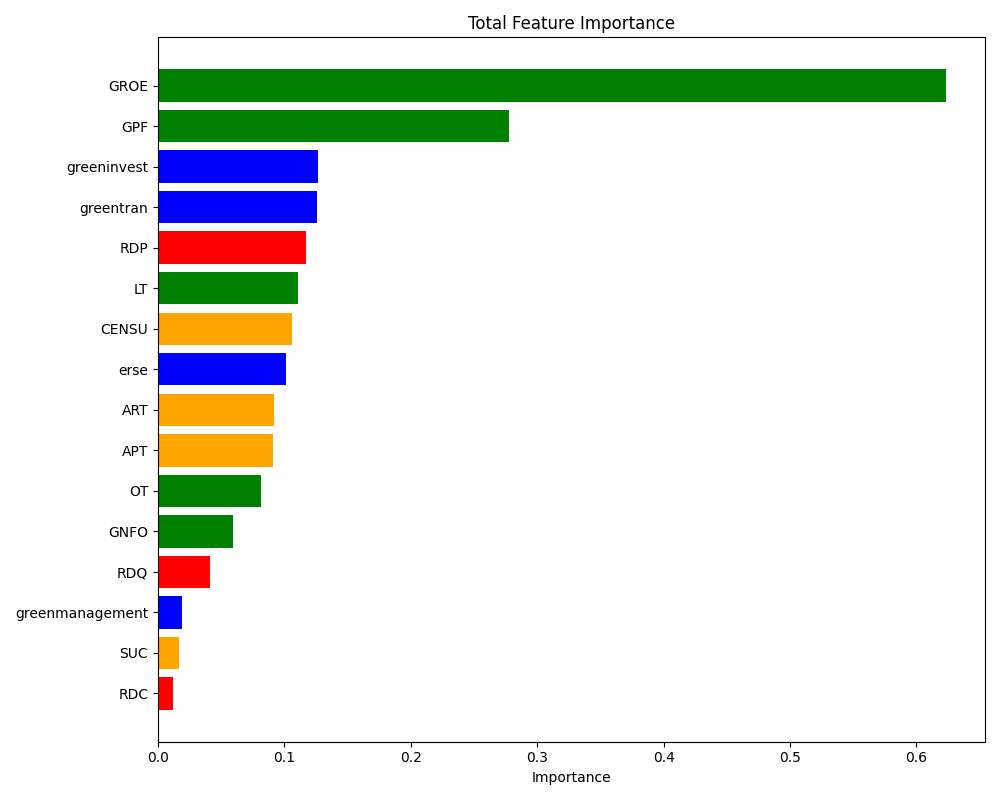 Total Feature Importance
GROE
GPF
greeninvest
greentran
RDP
LT
CENSU
erse
ART
APT
OT
GNFO
RDQ
greenmanagement
SUC
RDC
0.0 0.1 0.2 0.3 0.4 0.5 0.6
Importance